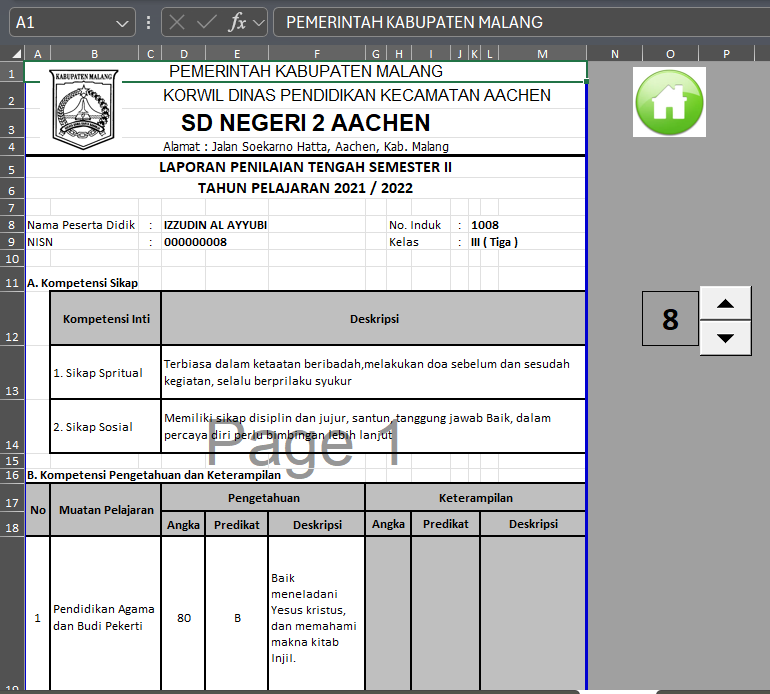 A1
fx
PEMERINTAH KABUPATEN MALANG
A B C D E F G H I J K L M N O P
1 PEMERINTAH KABUPATEN MALANG
KABUPATEN MALANG
2 KORWIL DINAS PENDIDIKAN KECAMATAN AACHEN
3 SD NEGERI 2 AACHEN
4 Alamat : Jalan Soekarno Hatta, Aachen, Kab. Malang
5 LAPORAN PENILAIAN TENGAH SEMESTER II
6 TAHUN PELAJARAN 2021 / 2022
7
8 Nama Peserta Didik : IZZUDIN AL AYYUBI No. Induk : 1008
9 NISN : 000000008 Kelas : III ( Tiga )
10
11 A. Kompetensi Sikap
12 Kompetensi Inti Deskripsi
8
13 1. Sikap Spritual Terbiasa dalam ketaatan beribadah,melakukan doa sebelum dan sesudah
kegiatan, selalu berprilaku syukur
14 2. Sikap Sosial Memiliki sikap disiplin dan jujur, santun, tanggung jawab Baik, dalam
percaya diri perlu bimbingan lebih lanjut
Page 1
15
16 B. Kompetensi Pengetahuan dan Keterampilan
17 No Muatan Pelajaran Pengetahuan Keterampilan
18 Angka Predikat Deskripsi Angka Predikat Deskripsi
1 Pendidikan Agama
dan Budi Pekerti 80 B Baik
meneladani
Yesus kristus,
dan memahami
makna kitab
Injil.
19